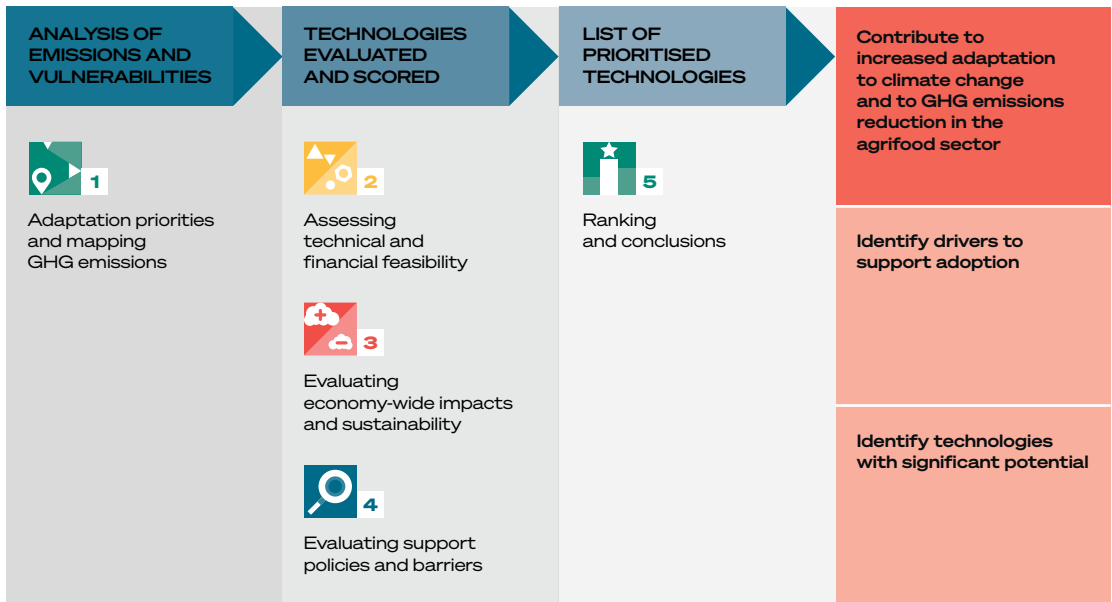 ANALYSIS OF
EMISSIONS AND
VULNERABILITIES
1
Adaptation priorities
and mapping
GHG emissions
TECHNOLOGIES
EVALUATED
AND SCORED
2
Assessing
technical and
financial feasibility
3
Evaluating
economy-wide impacts
and sustainability
4
Evaluating support
policies and barriers
LIST OF
PRIORITISED
TECHNOLOGIES
5
Ranking
and conclusions
Contribute to
increased adaptation
to climate change
and to GHG emissions
reduction in the
agrifood sector
Identify drivers to
support adoption
Identify technologies
with significant potential